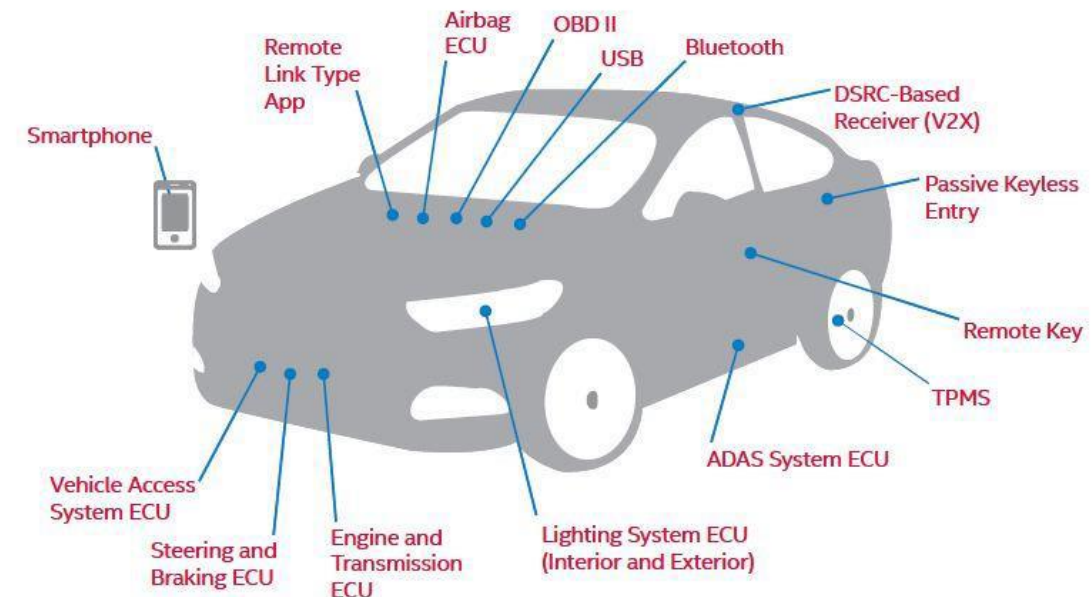 Remote
Link Type
App
Airbag
ECU
OBD II
USB
Bluetooth
DSRC-Based
Receiver (V2X)
Smartphone
Passive Keyless
Entry
Remote Key
TPMS
ADAS System ECU
Vehicle Access
System ECU
Steering and
Braking ECU
Engine and
Transmission
ECU
Lighting System ECU
(Interior and Exterior)